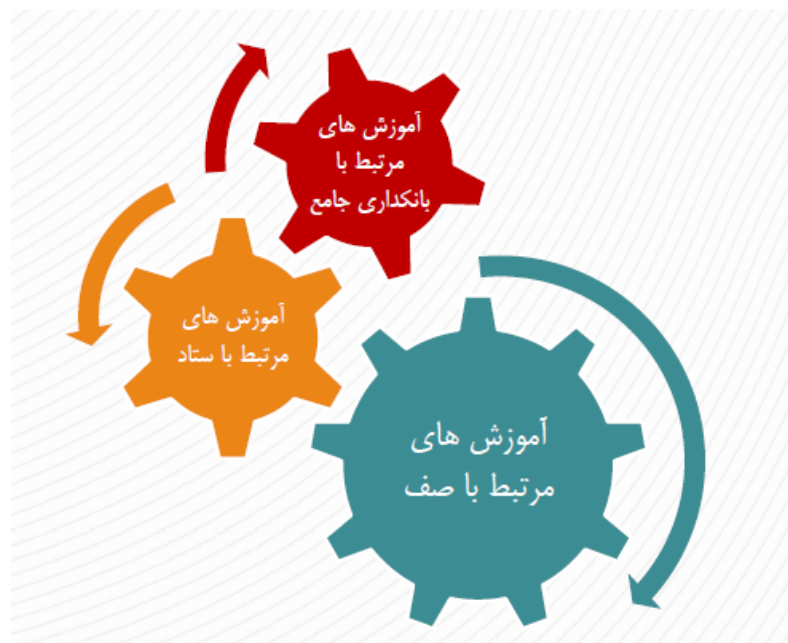 آموزش های
مرتبط با
بانکداری جامع
آموزش های
مرتبط با ستاد
آموزش های
مرتبط با صف